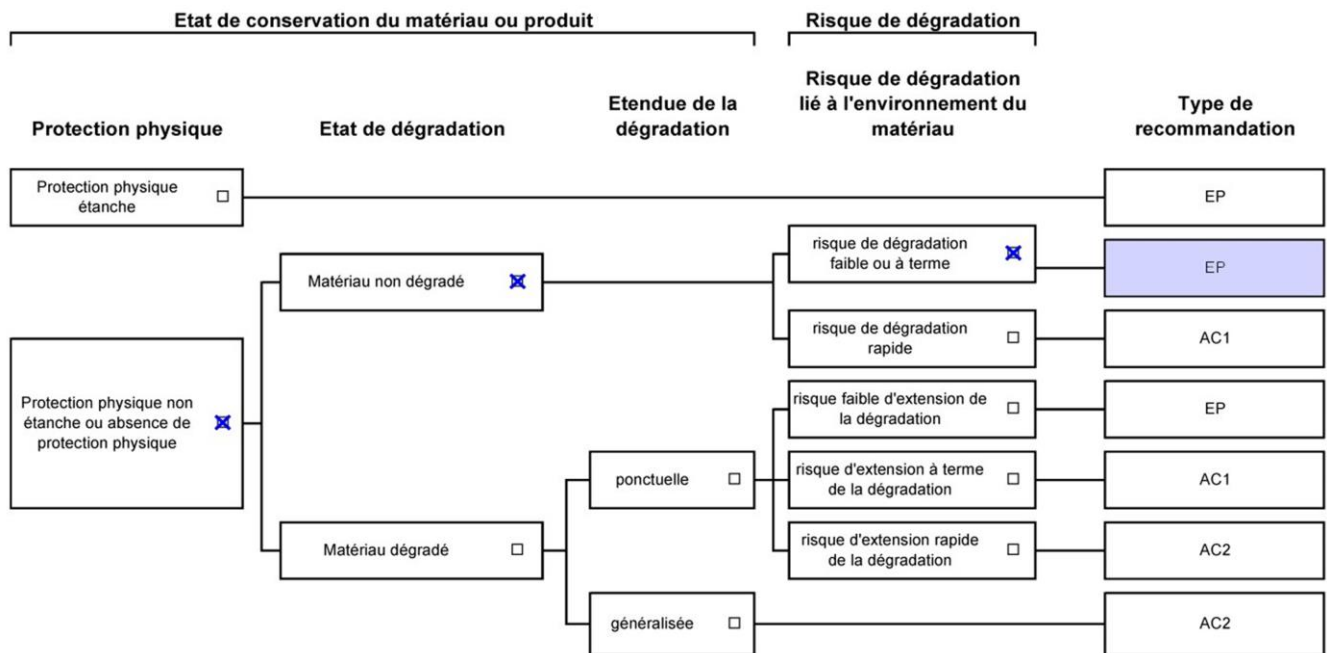 Etat de conservation du matériau ou produit
Risque de dégradation
Protection physique
Etat de dégradation
Etendue de la
dégradation
Risque de dégradation
lié à l'environnement du
matériau
Type de
recommandation
Protection physique
étanche
EP
risque de dégradation
faible ou à terme
EP
Matériau non dégradé
risque de dégradation
rapide
AC1
Protection physique non
étanche ou absence de
protection physique
risque faible d'extension de
la dégradation
EP
ponctuelle
risque d'extension à terme
de la dégradation
AC1
Matériau dégradé
risque d'extension rapide
de la dégradation
AC2
généralisée
AC2